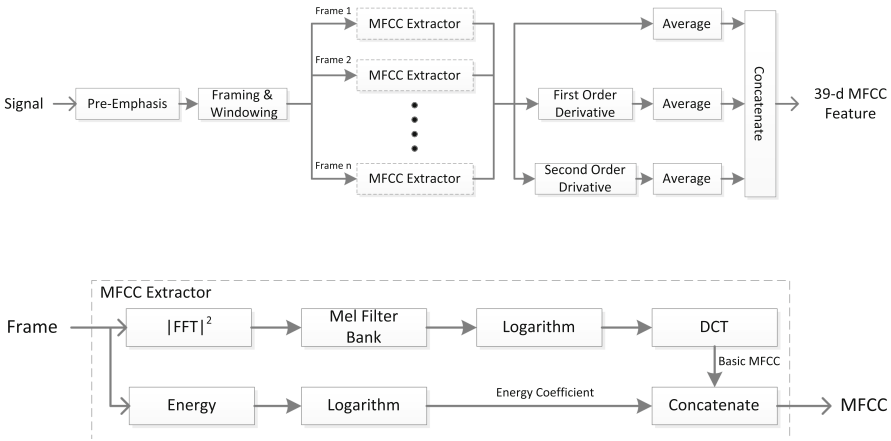 Signal
Pre-Emphasis
Framing &
Windowing
Frame 1
MFCC Extractor
Frame 2
MFCC Extractor
Frame n
MFCC Extractor
First Order
Derivative
Second Order
Drivative
Average
Average
Average
Concatenate
39-d MFCC
Feature
MFCC Extractor
Frame
|FFT|²
Mel Filter
Bank
Logarithm
DCT
Basic MFCC
Energy
Logarithm
Energy Coefficient
Concatenate
MFCC